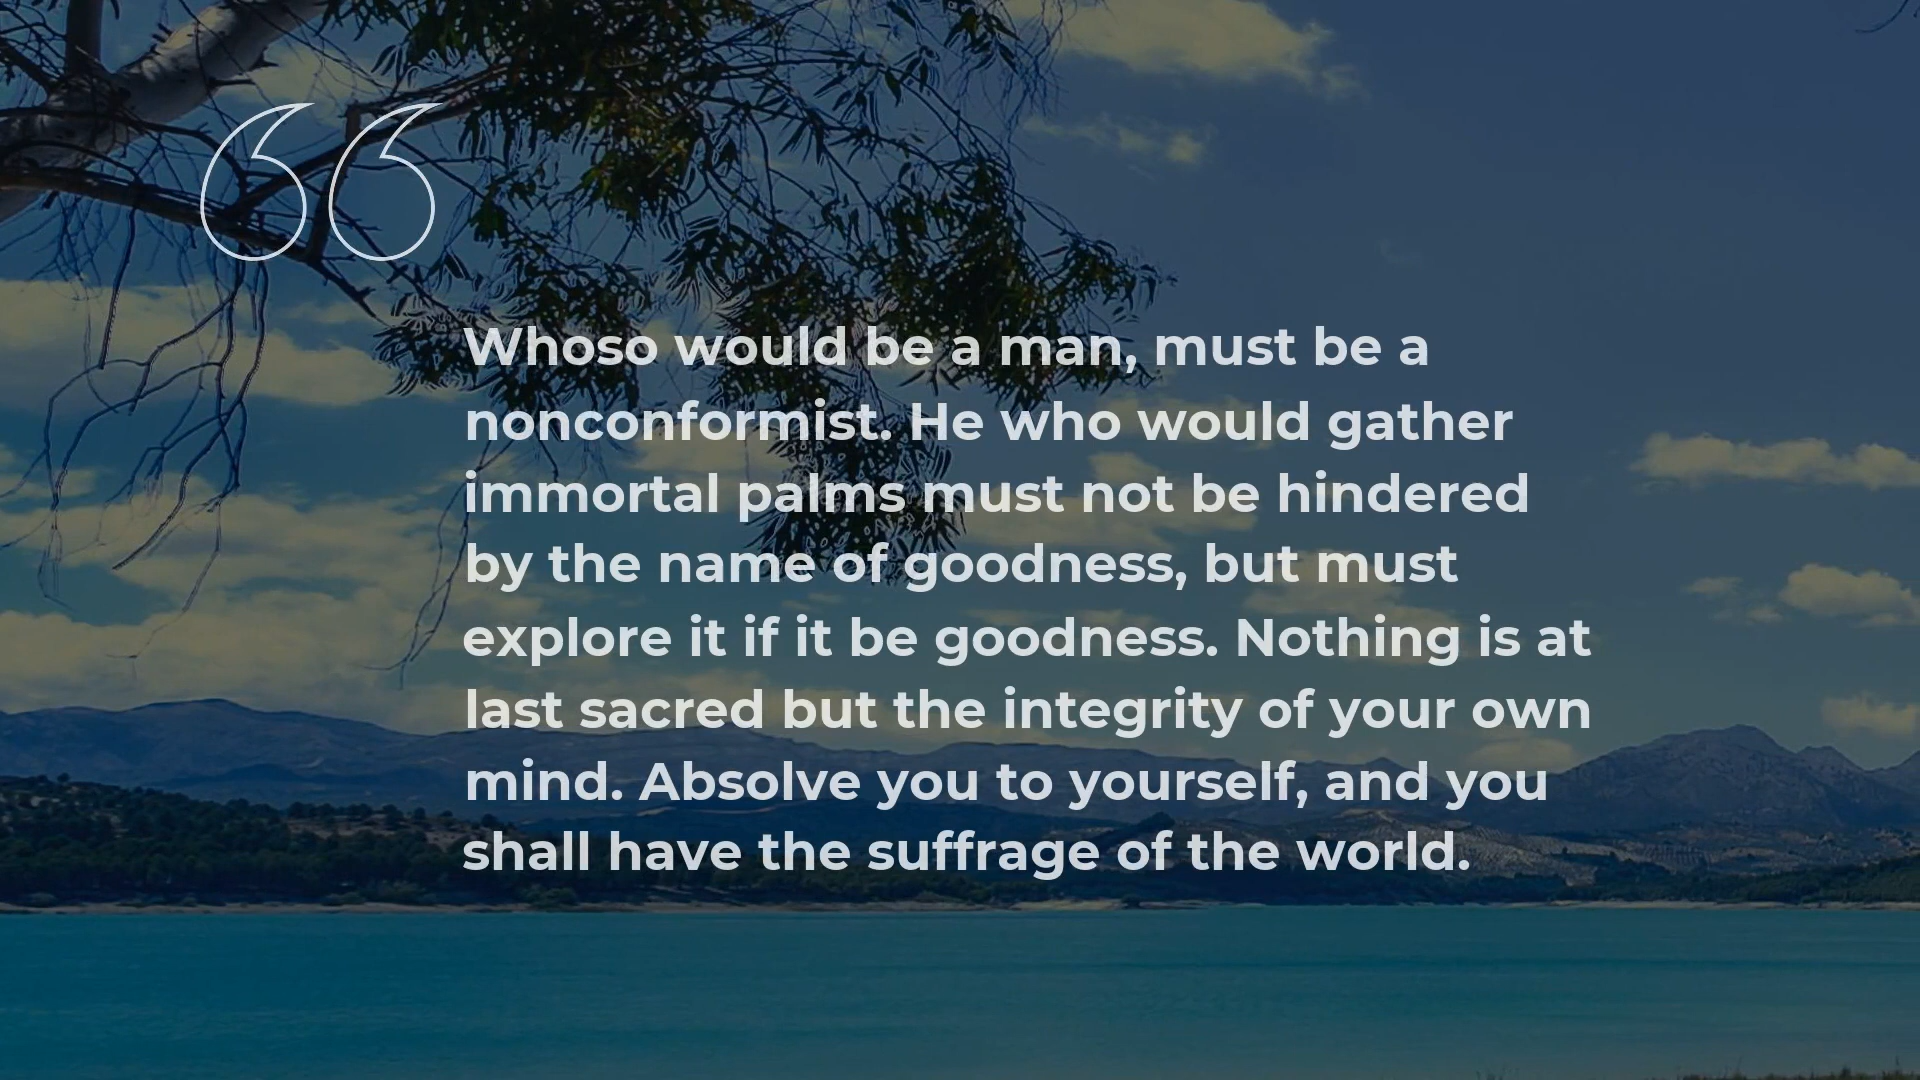 Whoso would be a man, must be a
nonconformist. He who would gather
immortal palms must not be hindered
by the name of goodness, but must
explore it if it be goodness. Nothing is at
last sacred but the integrity of your own
mind. Absolve you to yourself, and you
shall have the suffrage of the world.